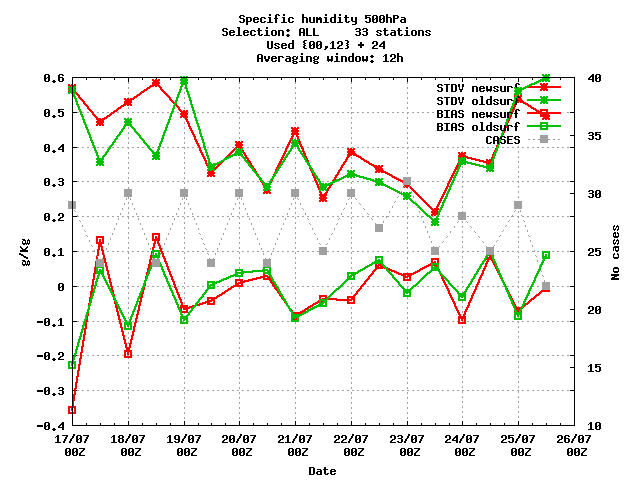 Specific humidity 500hPa
Selection: ALL 33 stations
Used {00,12} + 24
Averaging window: 12h
STDV newsurf
STDV oldsurf
BIAS newsurf
BIAS oldsurf
CASES
0,6
0,5
0,4
0,3
0,2
0,1
0
-0,1
-0,2
-0,3
-0,4
g/Kg
40
35
30
25
20
15
10
No cases
17/07 18/07 19/07 20/07 21/07 22/07 23/07 24/07 25/07 26/07
00Z 00Z 00Z 00Z 00Z 00Z 00Z 00Z 00Z 00Z
Date